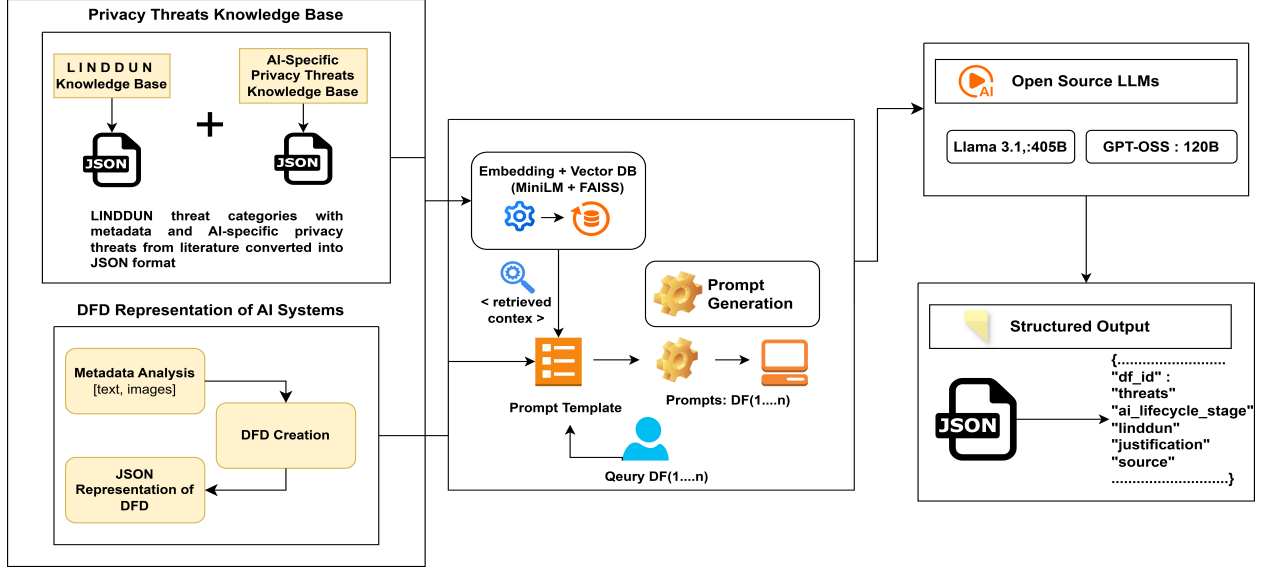 Privacy Threats Knowledge Base
L I N D D U N
Knowledge Base
AI-Specific
Privacy Threats
Knowledge Base
+
JSON
JSON
LINDDUN threat categories with
metadata and AI-specific privacy
threats from literature converted into
JSON format
DFD Representation of AI Systems
Metadata Analysis
[text, images]
DFD Creation
JSON
Representation of
DFD
Embedding + Vector DB
(MiniLM + FAISS)
< retrieved
contex >
Prompt
Generation
Prompt Template
Prompts: DF(1....n)
Qeury DF(1....n)
AI
Open Source LLMs
Llama 3.1,:405B
GPT-OSS : 120B
Structured Output
JSON
{..........................
"df_id" :
"threats"
"ai_lifecycle_stage"
"linddun"
"justification"
"source"
............................}